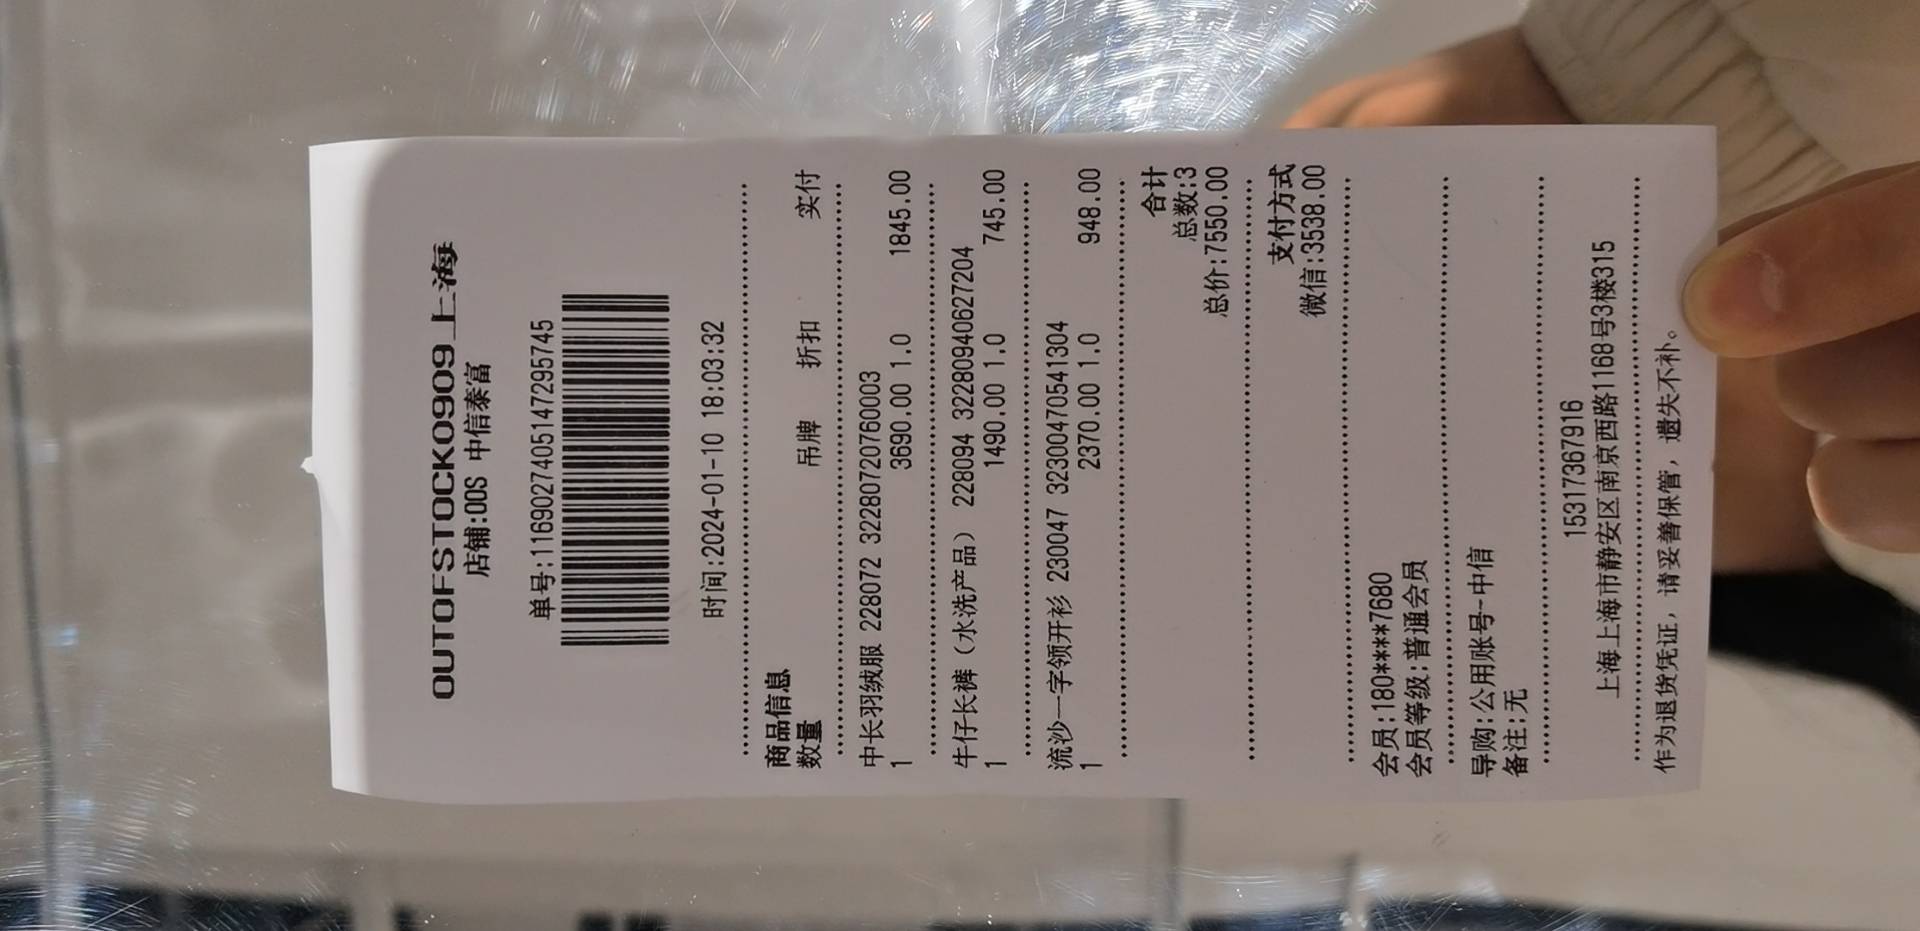 OUTOFSTOCK0909上海
店铺:OOS 中信泰富
单号:11690274051472957​45
时间:2024-01-10 18:03:32
商品信息
数量 吊牌 折扣 实付
中长羽绒服 228072 32280720760003
1 3690.00 1.0 1845.00
牛仔长裤（水洗产品） 228094 3228094062​7204
1 1490.00 1.0 745.00
流沙一字领开衫 230047 32300470541304
1 2370.00 1.0 948.00
合计
总数:3
总价:7550.00
支付方式
微信:3538.00
会员:180****7680
会员等级:普通会员
导购:公用账号-中信
备注:无
15317367916
上海上海市静安区南京西路1168号3楼315
作为退货凭证，请妥善保管，遗失不补。